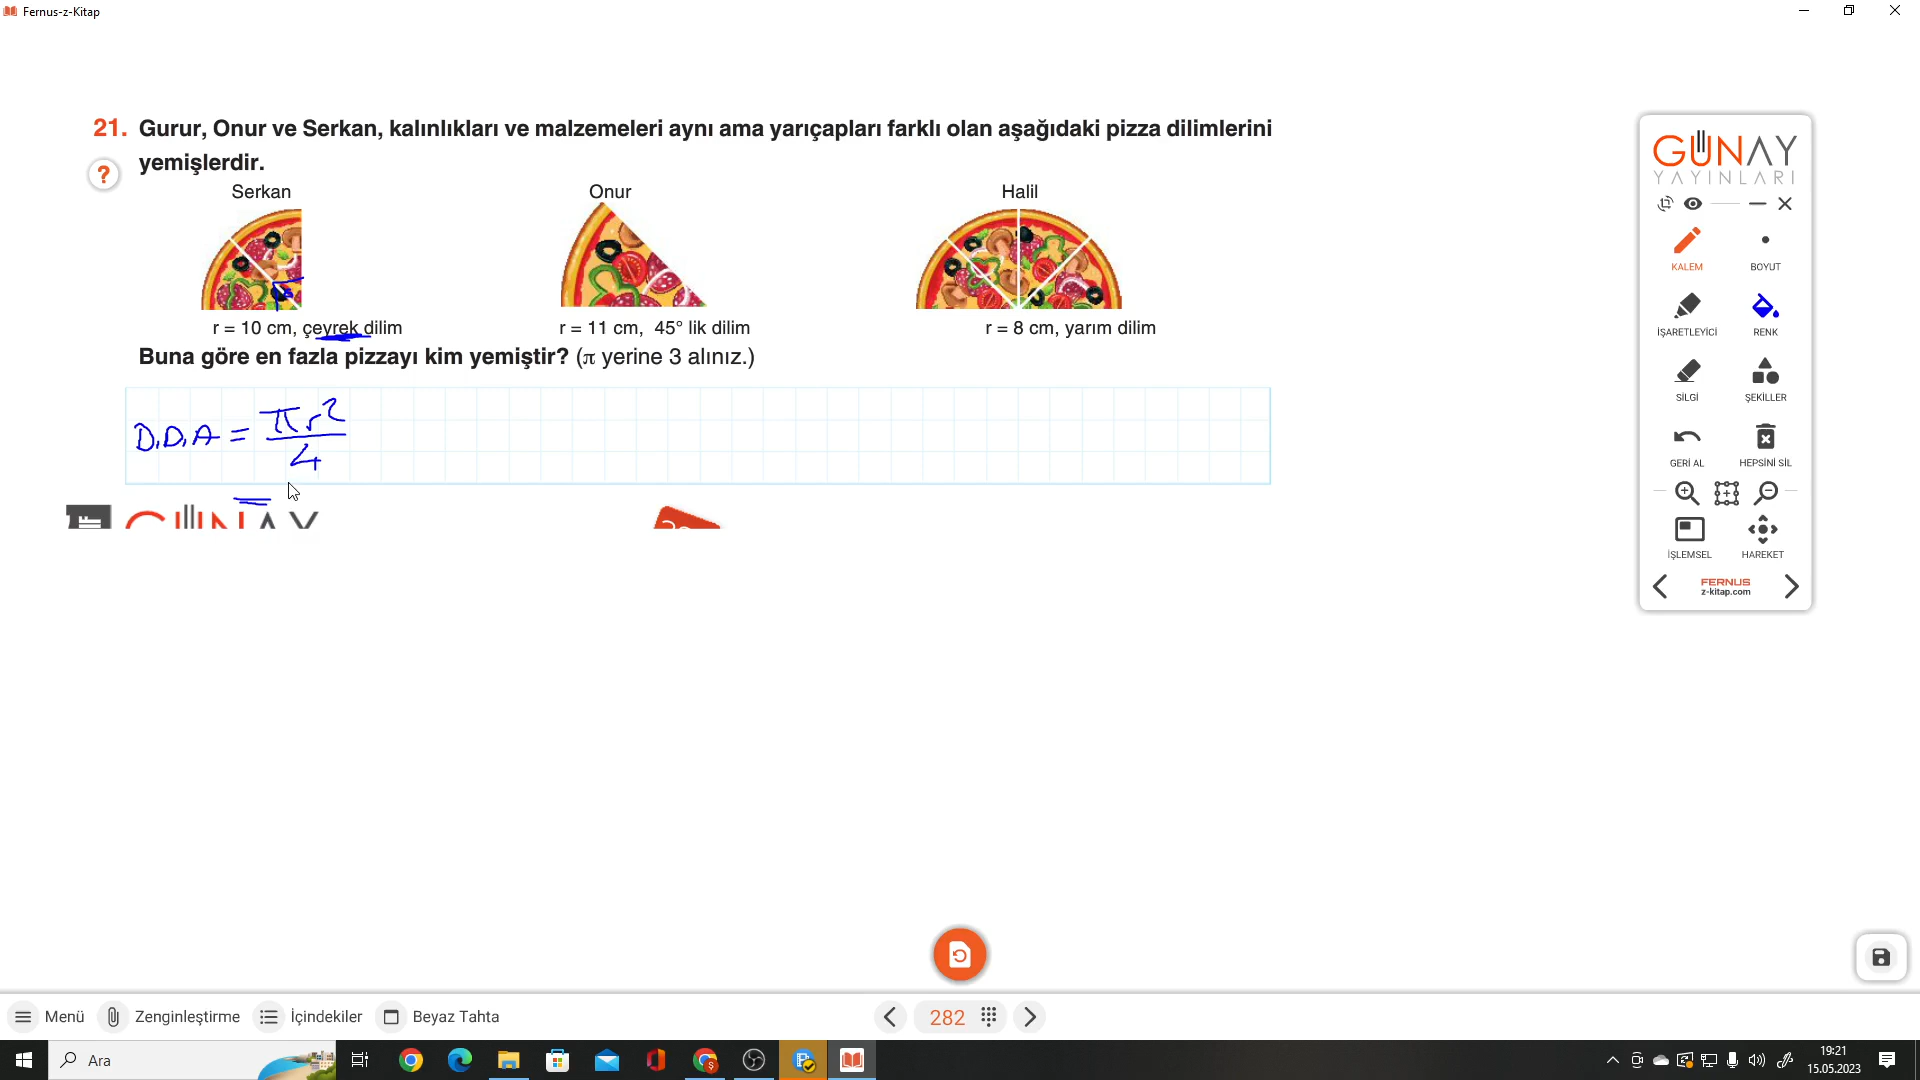 Fernus-z-Kitap
21. Gurur, Onur ve Serkan, kalınlıkları ve malzemeleri aynı ama yarıçapları farklı olan aşağıdaki pizza dilimlerini
? yemişlerdir.
Serkan
Onur
Halil
r = 10 cm, çeyrek dilim
r = 11 cm, 45° lik dilim
r = 8 cm, yarım dilim
Buna göre en fazla pizzayı kim yemiştir? (π yerine 3 alınız.)
D.D.A = πr²
4
=
GÜNAY
GÜNAY
YAYINLARI
KALEM
BOYUT
İŞARETLEYİCİ
RENK
SİLGİ
ŞEKİLLER
GERİ AL
HEPSİNİ SİL
İŞLEMSEL
HAREKET
FERNUS
z-kitap.com
Menü
Zenginleştirme
İçindekiler
Beyaz Tahta
282
Ara
19:21
15.05.2023